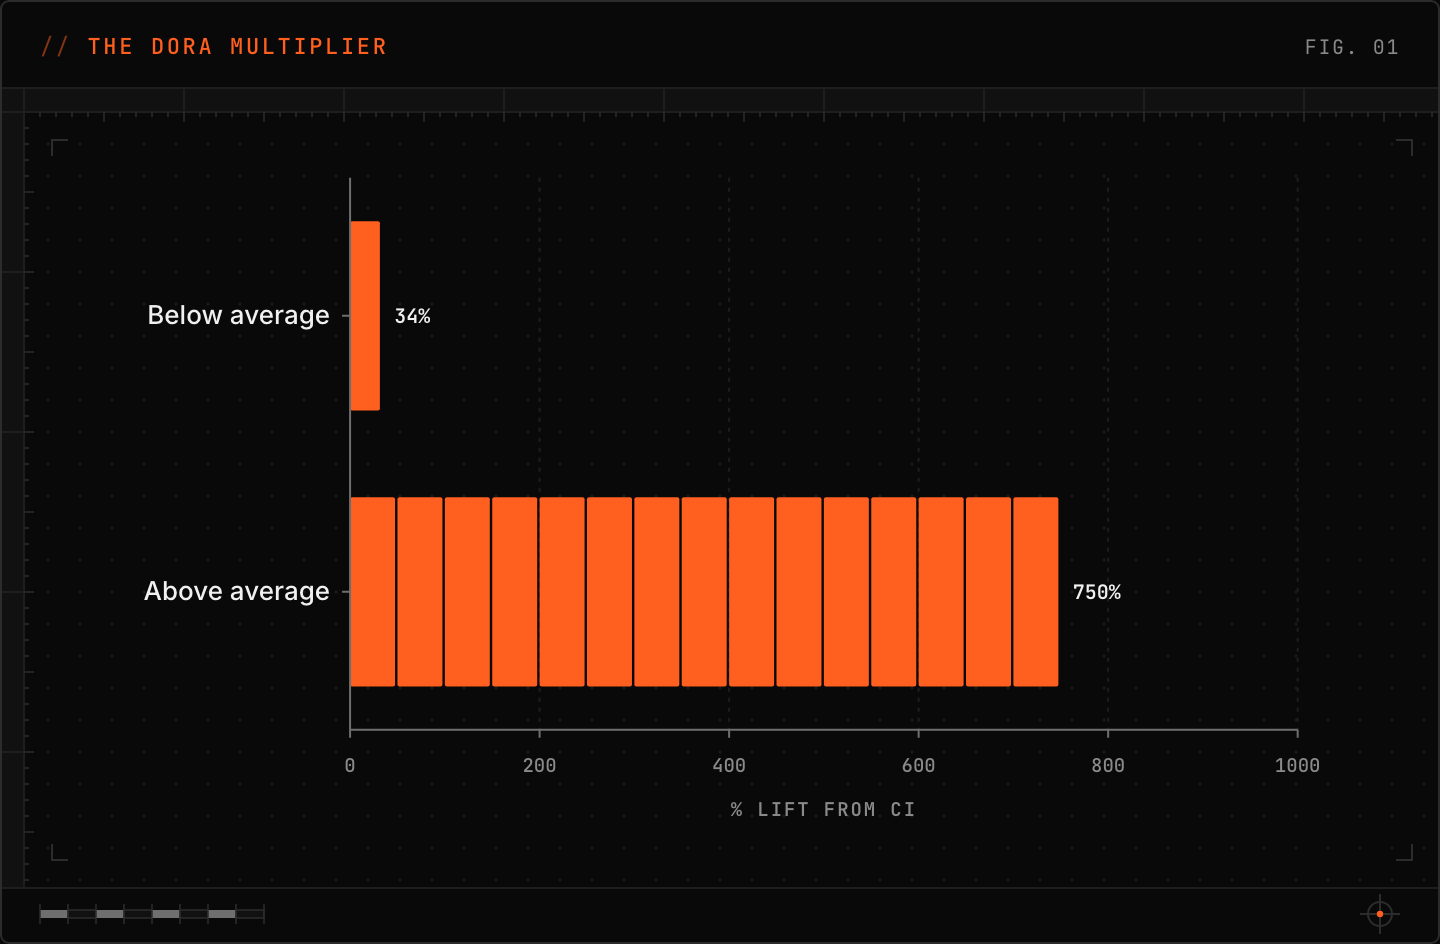 // THE DORA MULTIPLIER
FIG. 01
Below average
34%
Above average
750%
0 200 400 600 800 1000
% LIFT FROM CI